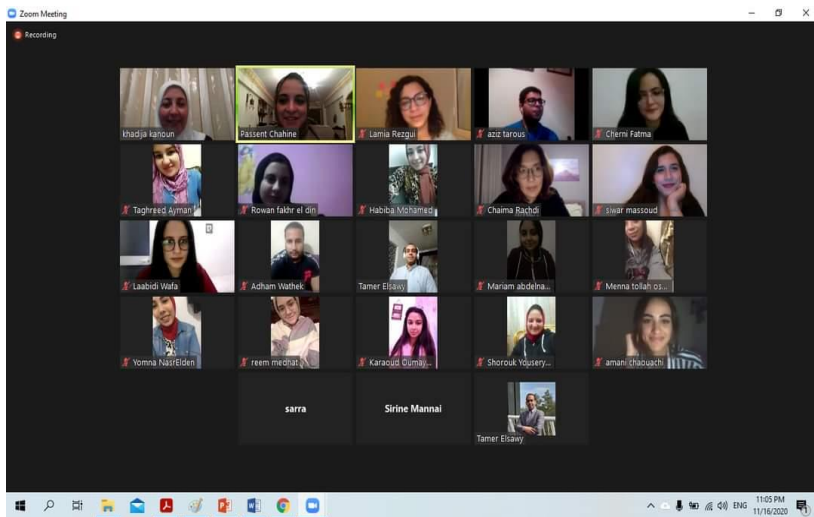 Zoom Meeting
Recording
khadija kanoun
Passent Chahine
Lamia Rezgui
aziz tarous
Cherni Fatma
Taghreed Ayman
Rowan fakhr el din
Habiba Mohamed
Chaima Rachdi
siwar massoud
Laabidi Wafa
Adham Wathek
Tamer Elsawy
Mariam abdelna...
Menna tollah os...
Yomna NasrElden
reem medhat
Karaoud Oumay...
Shorouk Yousery...
amani chaouachi
sarra
Sirine Mannai
Tamer Elsawy
ENG
11:05 PM
11/16/2020